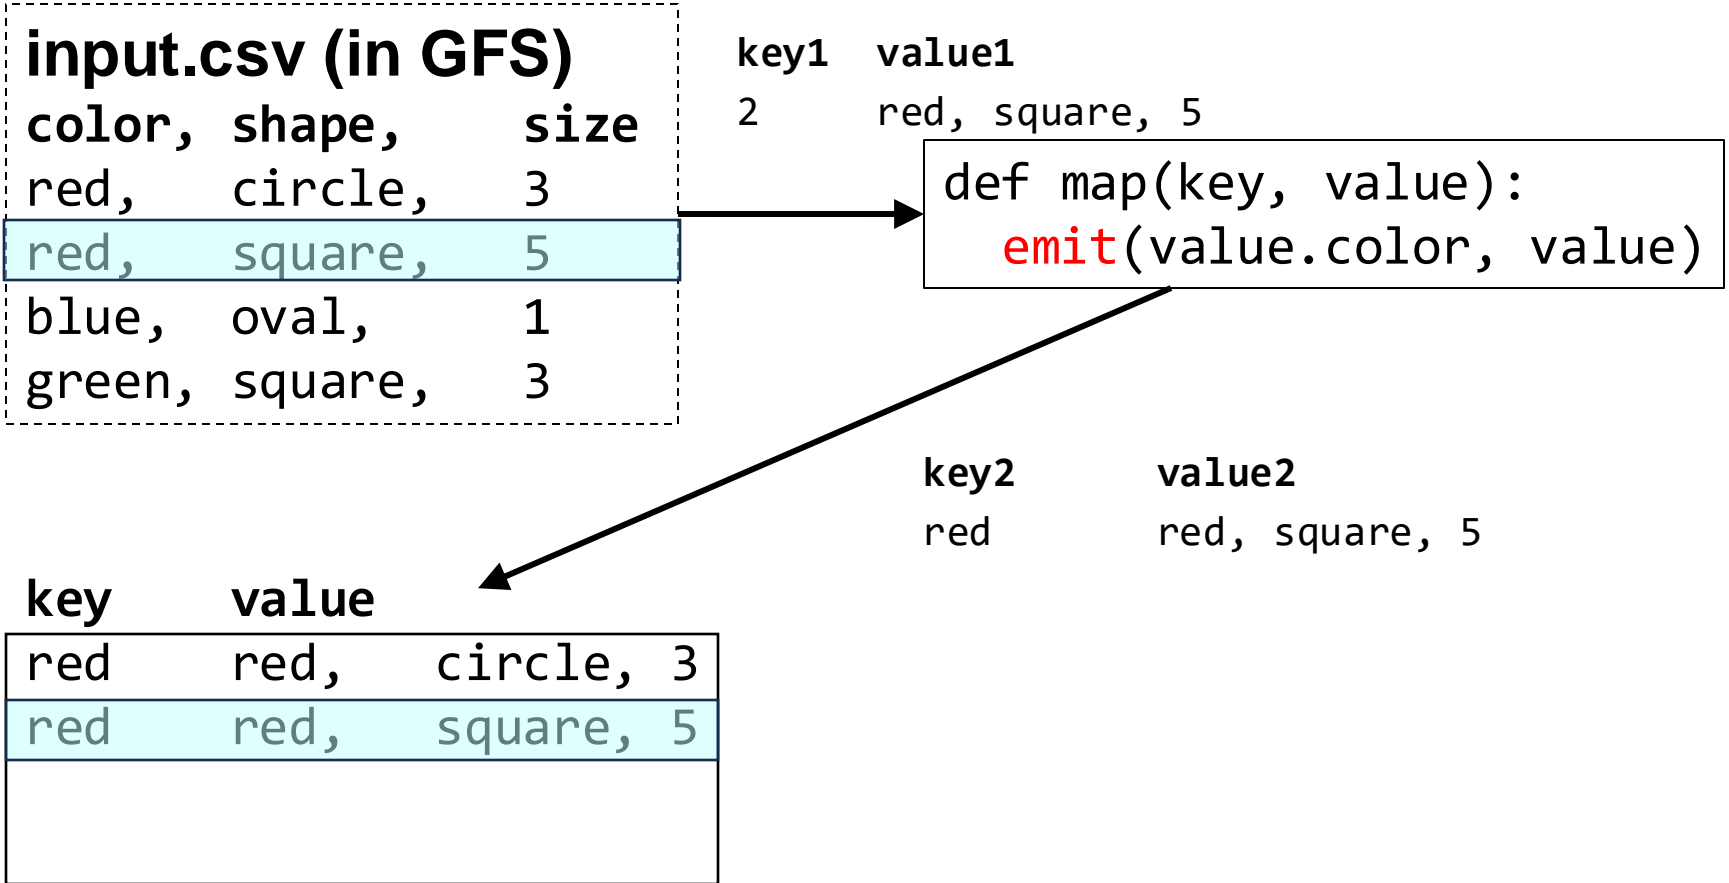 input.csv (in GFS)
color, shape, size
red, circle, 3
red, square, 5
blue, oval, 1
green, square, 3
key1 value1
2 red, square, 5
def map(key, value):
emit(value.color, value)
key2 value2
red red, square, 5
key value
red red, circle, 3
red red, square, 5